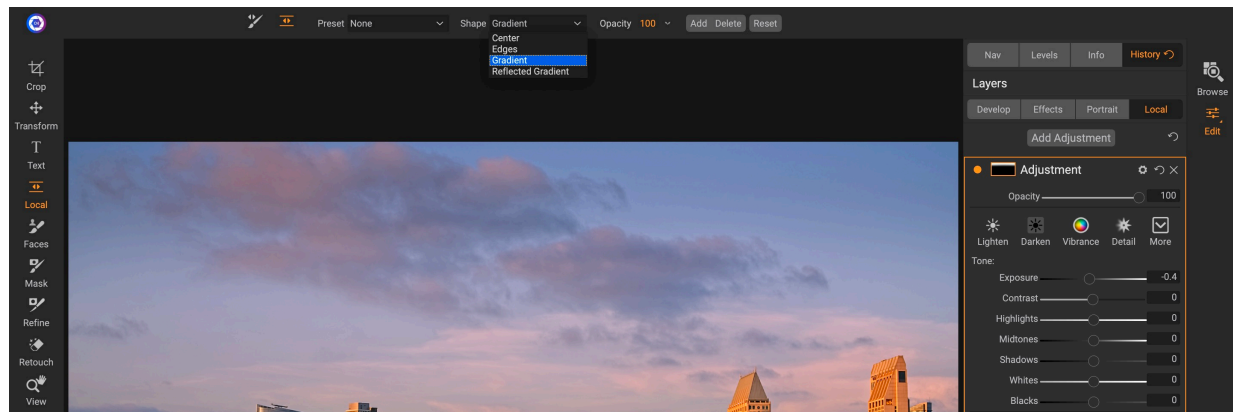 Preset None Shape Gradient Opacity 100 Add Delete Reset
Center
Edges
Gradient
Reflected Gradient
Crop
Transform
Text
Local
Faces
Mask
Refine
Retouch
View
Nav Levels Info History
Layers
Develop Effects Portrait Local
Add Adjustment
Adjustment
Opacity 100
Lighten Darken Vibrance Detail More
Tone:
Exposure -0.4
Contrast 0
Highlights 0
Midtones 0
Shadows 0
Whites 0
Blacks 0
Browse
Edit